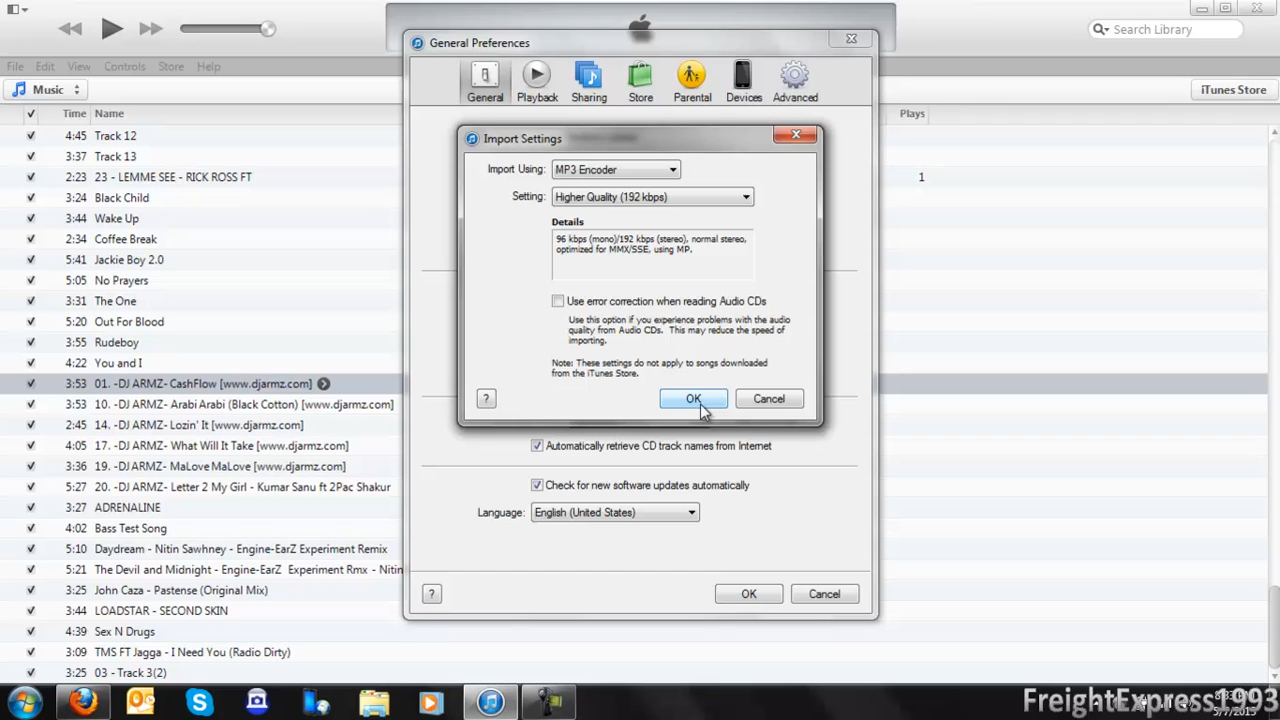 General Preferences
Search Library
File Edit View Controls Store Help
General Playback Sharing Store Parental Devices Advanced
Music
iTunes Store
Time Name Plays
4:45 Track 12
3:37 Track 13
2:23 23 - LEMME SEE - RICK ROSS FT 1
3:24 Black Child
3:44 Wake Up
2:34 Coffee Break
5:41 Jackie Boy 2.0
5:05 No Prayers
3:56 The One
5:20 Out For Blood
3:55 Rudeboy
4:22 You and I
3:53 01. -DJ ARMZ- CashFlow [www.djarmz.com]
3:53 10. -DJ ARMZ- Arabi Arabi (Black Cotton) [www.djarmz.com]
2:45 14. -DJ ARMZ- Lozin' It [www.djarmz.com]
4:05 17. -DJ ARMZ- What Will It Take [www.djarmz.com]
3:36 19. -DJ ARMZ- MaLove MaLove [www.djarmz.com]
5:27 20. -DJ ARMZ- Letter 2 My Girl - Kumar Sanu ft 2Pac Shakur
3:27 ADRENALINE
4:02 Bass Test Song
5:10 Daydream - Nitin Sawhney - Engine-EarZ Experiment Remix
5:21 The Devil and Midnight - Engine-EarZ Experiment Rmx - Nitin
3:25 John Caza - Pastense (Original Mix)
3:44 LOADSTAR - SECOND SKIN
4:39 Sex N Drugs
3:09 TMS FT Jagga - I Need You (Radio Dirty)
3:25 03 - Track 3(2)
Import Settings
Import Using: MP3 Encoder
Setting: Higher Quality (192 kbps)
Details
96 kbps (mono)/192 kbps (stereo), normal stereo,
optimized for MMX/SSE, using MP.
Use error correction when reading Audio CDs
Use this option if you experience problems with the audio
quality from Audio CDs. This may reduce the speed of
importing.
Note: These settings do not apply to songs downloaded
from the iTunes Store.
? OK Cancel
Automatically retrieve CD track names from Internet
Check for new software updates automatically
Language: English (United States)
? OK Cancel
FreightExpress1993
5/7/2015